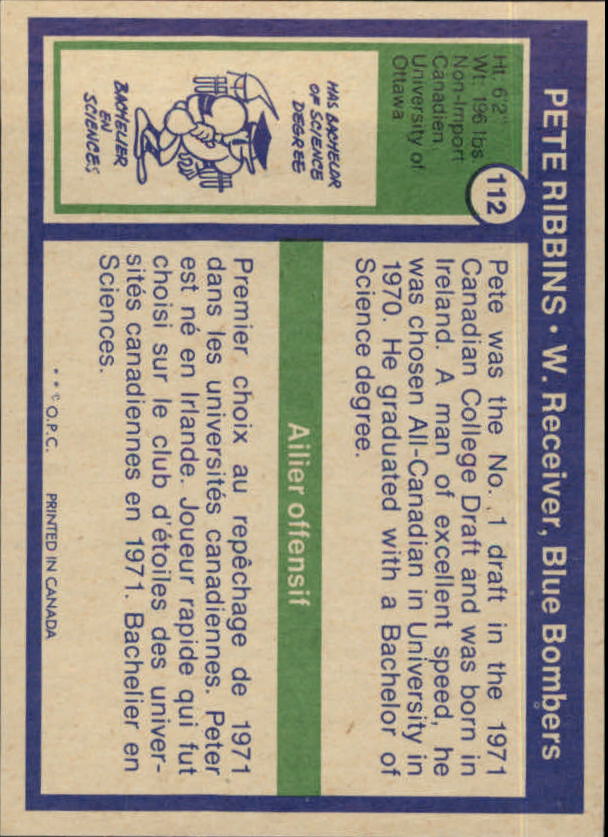 PETE RIBBINS • W. Receiver, Blue Bombers
112
Ht. 6'2"
Wt: 196 lbs
Non-Import
Canadien
University of
Ottawa
HAS BACHELOR
OF SCIENCE
DEGREE
BACHELIER
EN
SCIENCES
Pete was the No. 1 draft in the 1971
Canadian College Draft and was born in
Ireland. A man of excellent speed, he
was chosen All-Canadian in University in
1970. He graduated with a Bachelor of
Science degree.
Ailier offensif
Premier choix au repêchage de 1971
dans les universités canadiennes. Peter
est né en Irlande. Joueur rapide qui fut
choisi sur le club d'étoiles des univer-
sités canadiennes en 1971. Bachelier en
Sciences.
* * © O.P.C. PRINTED IN CANADA